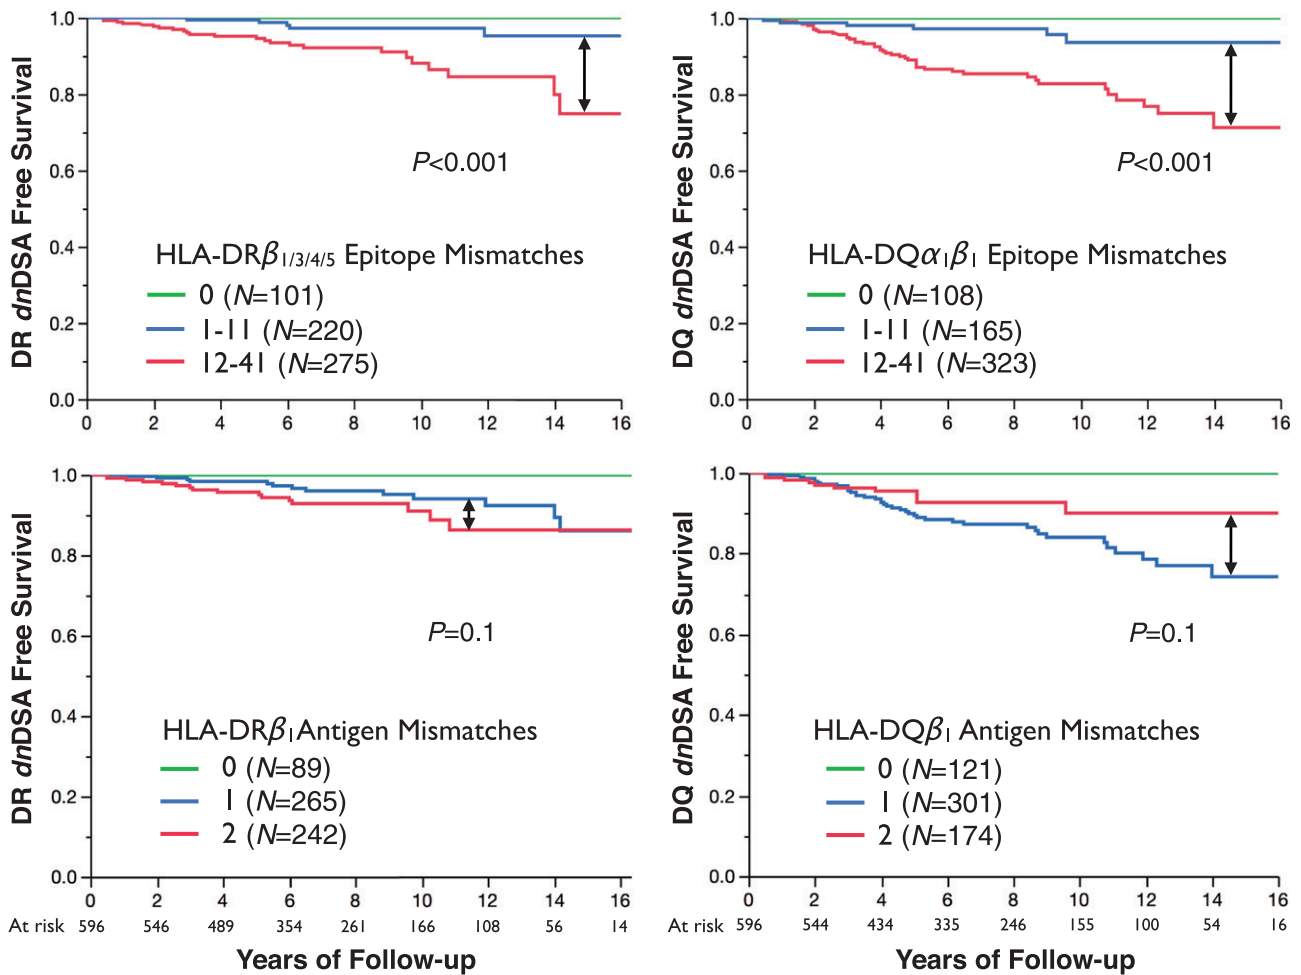 DR dnDSA Free Survival
1.0
0.8
0.6
0.4
0.2
0.0
P<0.001
HLA-DRβ1/3/4/5 Epitope Mismatches
0 (N=101)
1-11 (N=220)
12-41 (N=275)
0 2 4 6 8 10 12 14 16
DQ dnDSA Free Survival
1.0
0.8
0.6
0.4
0.2
0.0
P<0.001
HLA-DQα1β1 Epitope Mismatches
0 (N=108)
1-11 (N=165)
12-41 (N=323)
0 2 4 6 8 10 12 14 16
DR dnDSA Free Survival
1.0
0.8
0.6
0.4
0.2
0.0
P=0.1
HLA-DRβ1 Antigen Mismatches
0 (N=89)
1 (N=265)
2 (N=242)
0 2 4 6 8 10 12 14 16
At risk 596 546 489 354 261 166 108 56 14
Years of Follow-up
DQ dnDSA Free Survival
1.0
0.8
0.6
0.4
0.2
0.0
P=0.1
HLA-DQβ1 Antigen Mismatches
0 (N=121)
1 (N=301)
2 (N=174)
0 2 4 6 8 10 12 14 16
At risk 596 544 434 335 246 155 100 54 16
Years of Follow-up